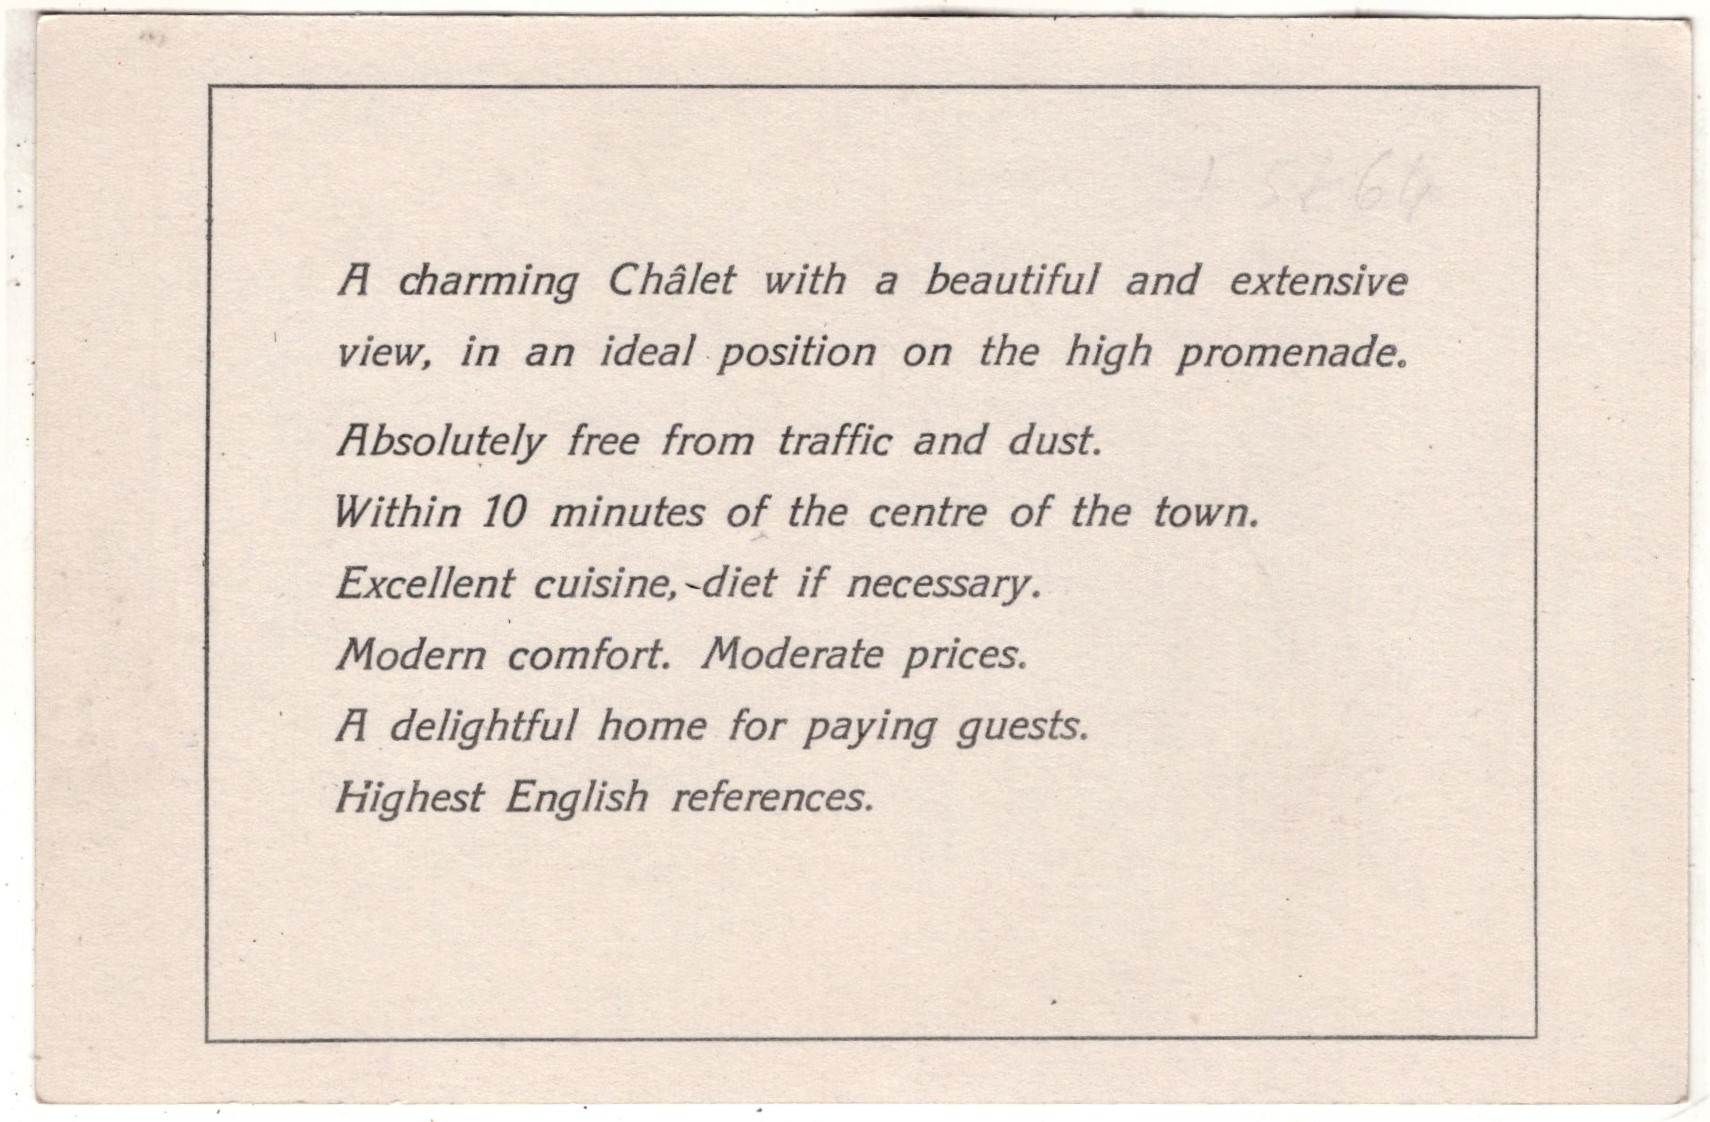 A charming Châlet with a beautiful and extensive
view, in an ideal position on the high promenade.
Absolutely free from traffic and dust.
Within 10 minutes of the centre of the town.
Excellent cuisine, -diet if necessary.
Modern comfort. Moderate prices.
A delightful home for paying guests.
Highest English references.